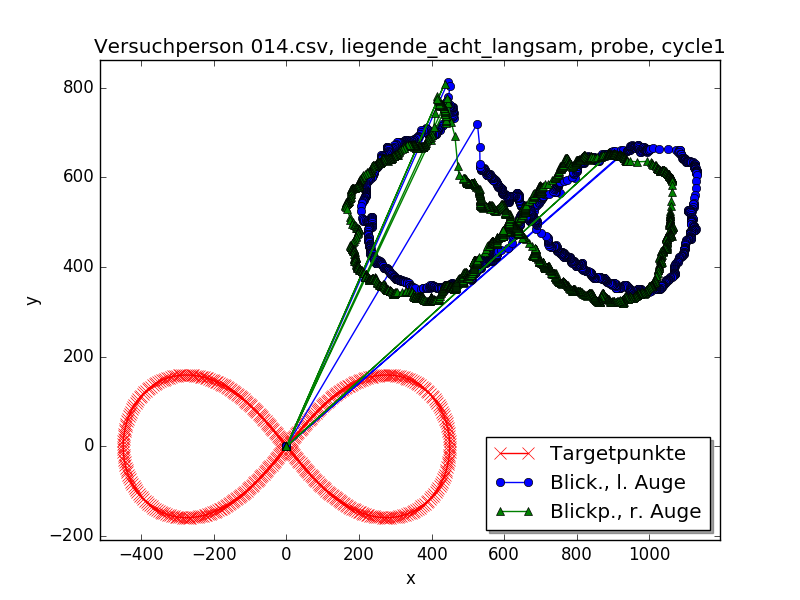 Versuchperson 014.csv, liegende_acht_langsam, probe, cycle1
800
600
400
200
0
−200
y
−400
−200
0
200
400
600
800
1000
x
Targetpunkte
Blick., l. Auge
Blickp., r. Auge